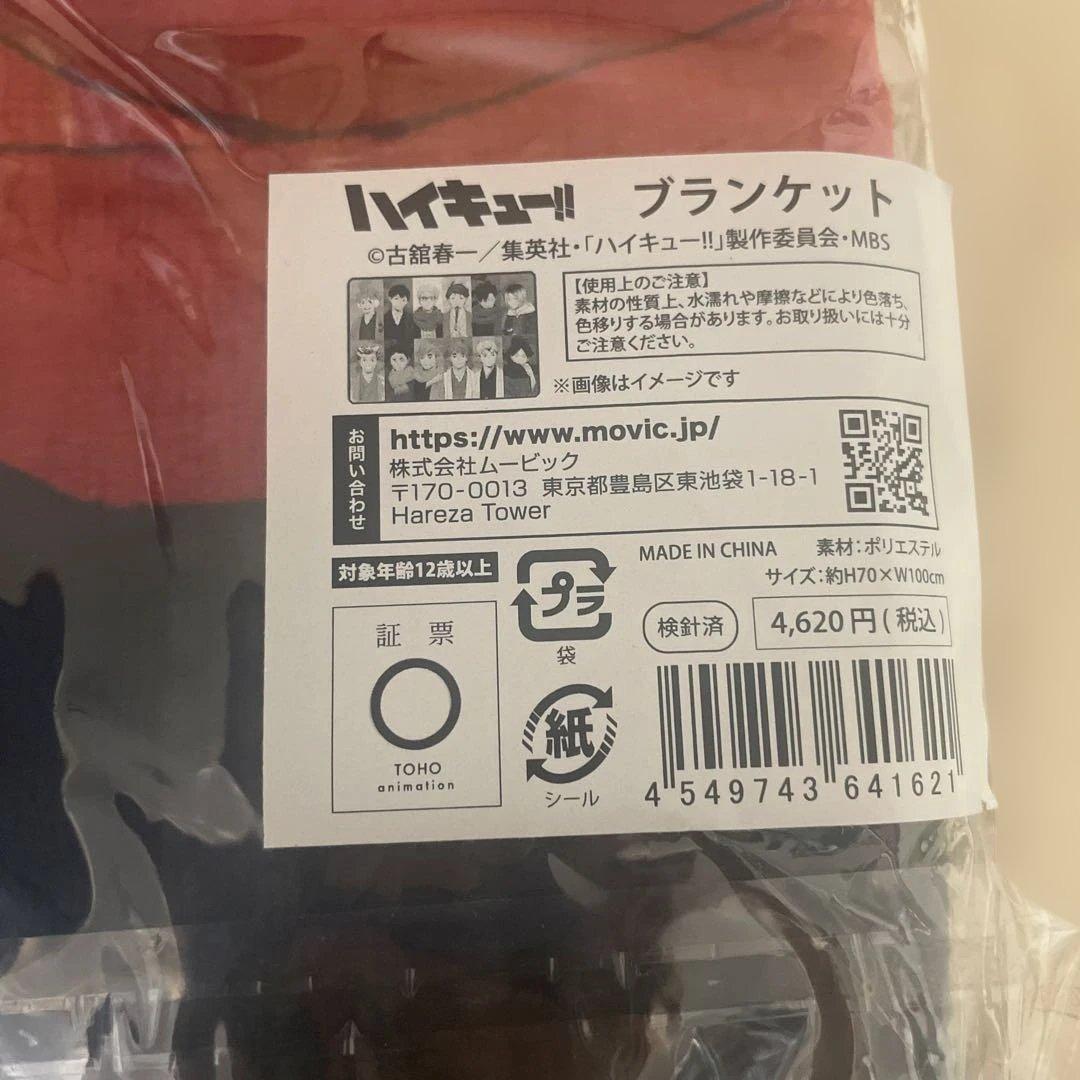 ハイキュー!! ブランケット
©古舘春一／集英社・「ハイキュー!!」製作委員会・MBS
【使用上のご注意】
素材の性質上、水濡れや摩擦などにより色落ち、
色移りする場合があります。お取り扱いには十分
ご注意ください。
※画像はイメージです
お問い合わせ
https://www.movic.jp/
株式会社ムービック
〒170-0013 東京都豊島区東池袋1-18-1
Hareza Tower
対象年齢12歳以上
プラ
袋
MADE IN CHINA 素材：ポリエステル
サイズ：約H70×W100cm
検針済
4,620円(税込)
証票
TOHO
animation
紙
シール
4 549743 641621